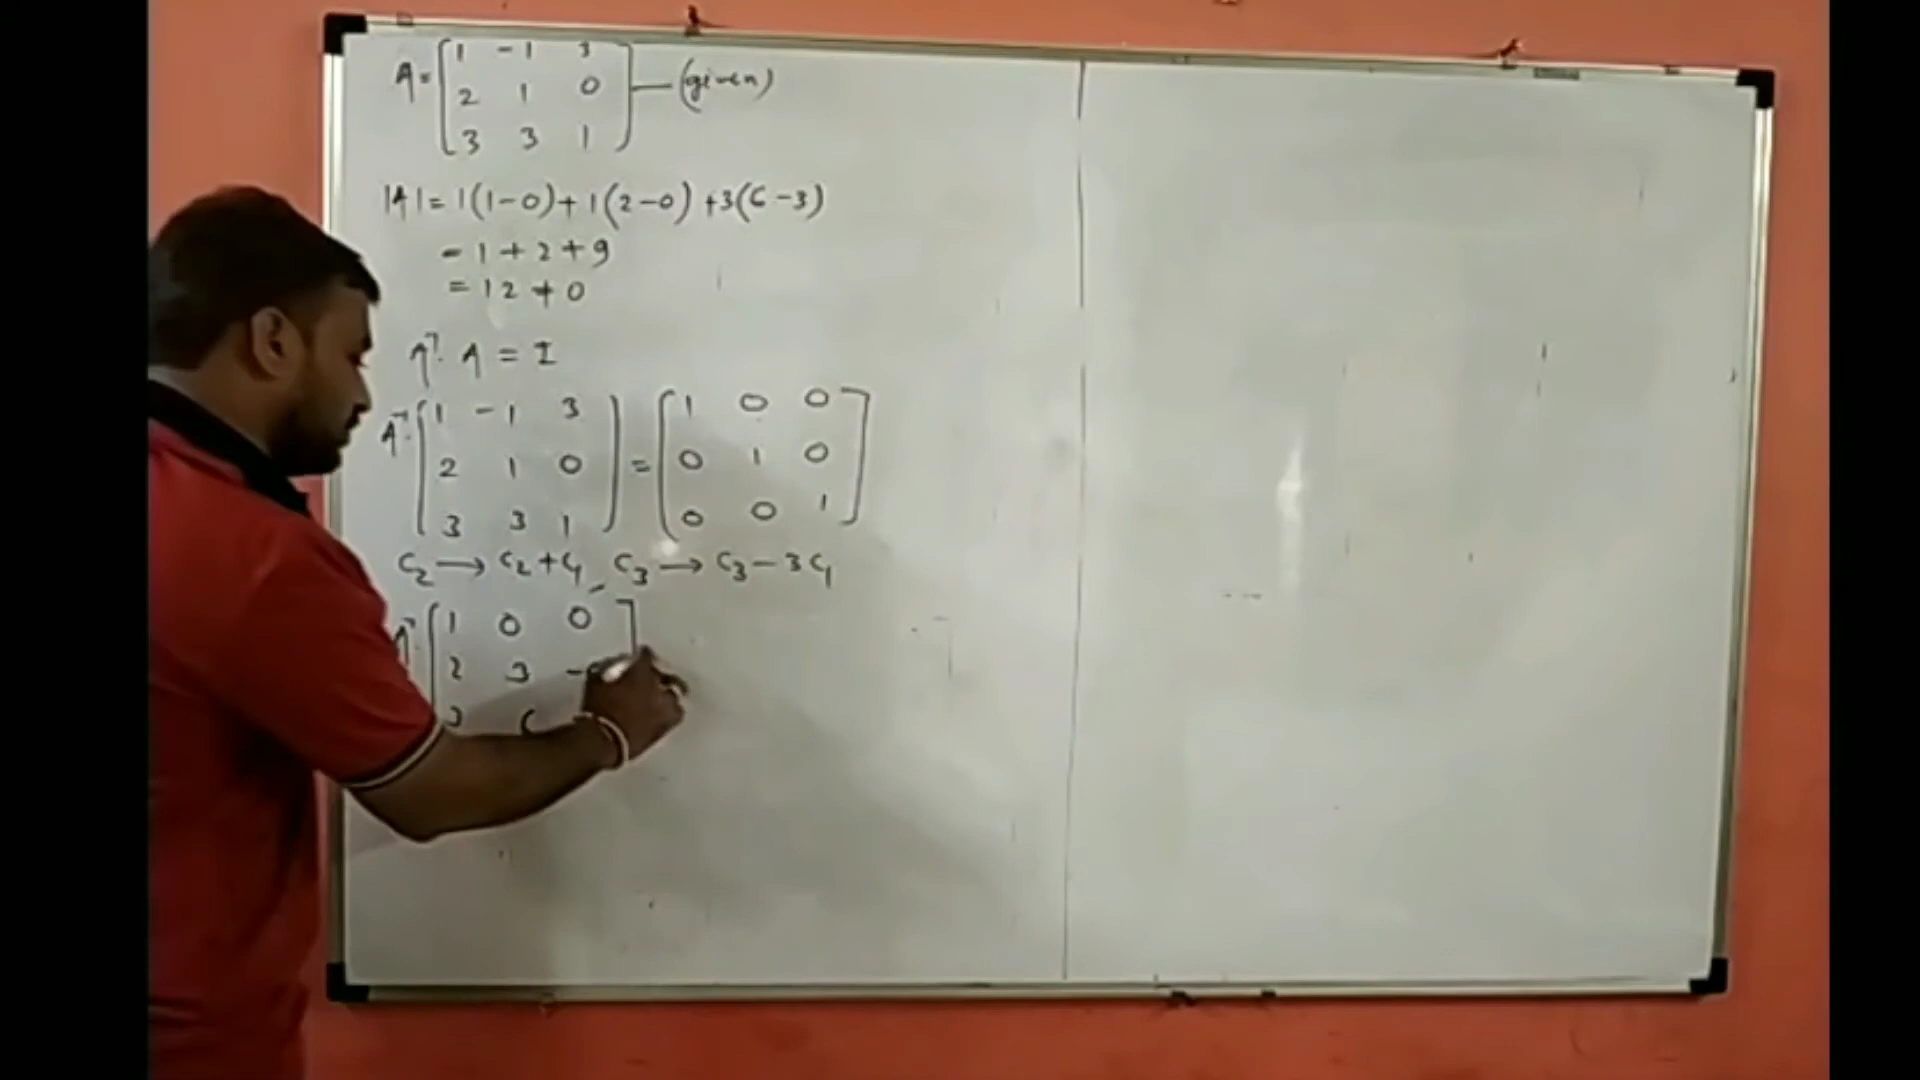 A = [1 -1 3
2 1 0
3 3 1] — (given)
|A| = 1(1-0)+1(2-0)+3(6-3)
= 1+2+9
= 12 ≠ 0
A⁻¹. A = I
A⁻¹. [1 -1 3 ] = [1 0 0]
2 1 0 0 1 0
3 3 1 0 0 1
C₂ → C₂+C₁, C₃ → C₃-3C₁
A⁻¹. [1 0 0]
2 3 -
3 6